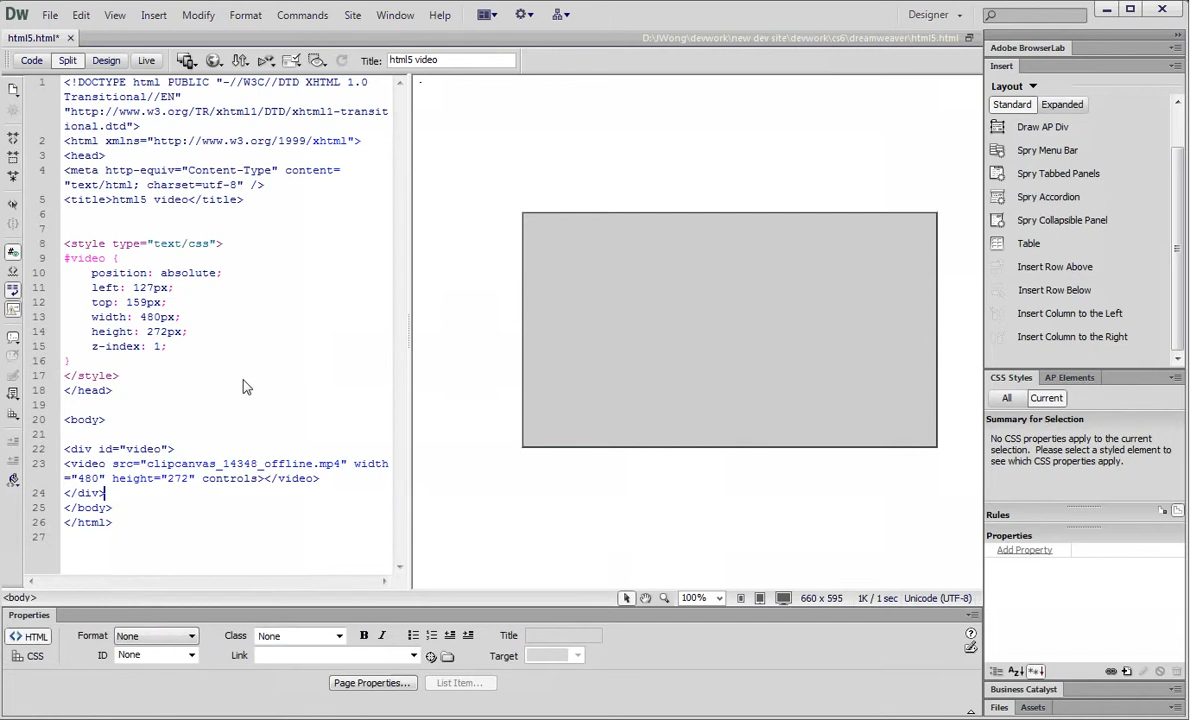 Dw File Edit View Insert Modify Format Commands Site Window Help Designer
html5.html* × D:\JWong\devwork\new dev site\devwork\cs6\dreamweaver\html5.html
Code Split Design Live Title: html5 video
1 <!DOCTYPE html PUBLIC "-//W3C//DTD XHTML 1.0
Transitional//EN"
"http://www.w3.org/TR/xhtml1/DTD/xhtml1-transit
ional.dtd">
2 <html xmlns="http://www.w3.org/1999/xhtml">
3 <head>
4 <meta http-equiv="Content-Type" content=
"text/html; charset=utf-8" />
5 <title>html5 video</title>
6
7
8 <style type="text/css">
9 #video {
10 position: absolute;
11 left: 127px;
12 top: 159px;
13 width: 480px;
14 height: 272px;
15 z-index: 1;
16 }
17 </style>
18 </head>
19
20 <body>
21
22 <div id="video">
23 <video src="clipcanvas_14348_offline.mp4" width
="480" height="272" controls></video>
24 </div>
25 </body>
26 </html>
27
<body> 100% 660 x 595 1K / 1 sec Unicode (UTF-8)
Properties
<> HTML Format None Class None B I Title
CSS ID None Link Target
Page Properties... List Item...
Adobe BrowserLab
Insert
Layout
Standard Expanded
Draw AP Div
Spry Menu Bar
Spry Tabbed Panels
Spry Accordion
Spry Collapsible Panel
Table
Insert Row Above
Insert Row Below
Insert Column to the Left
Insert Column to the Right
CSS Styles AP Elements
All Current
Summary for Selection
No CSS properties apply to the current
selection. Please select a styled element to
see which CSS properties apply.
Rules
Properties
Add Property
Business Catalyst
Files Assets